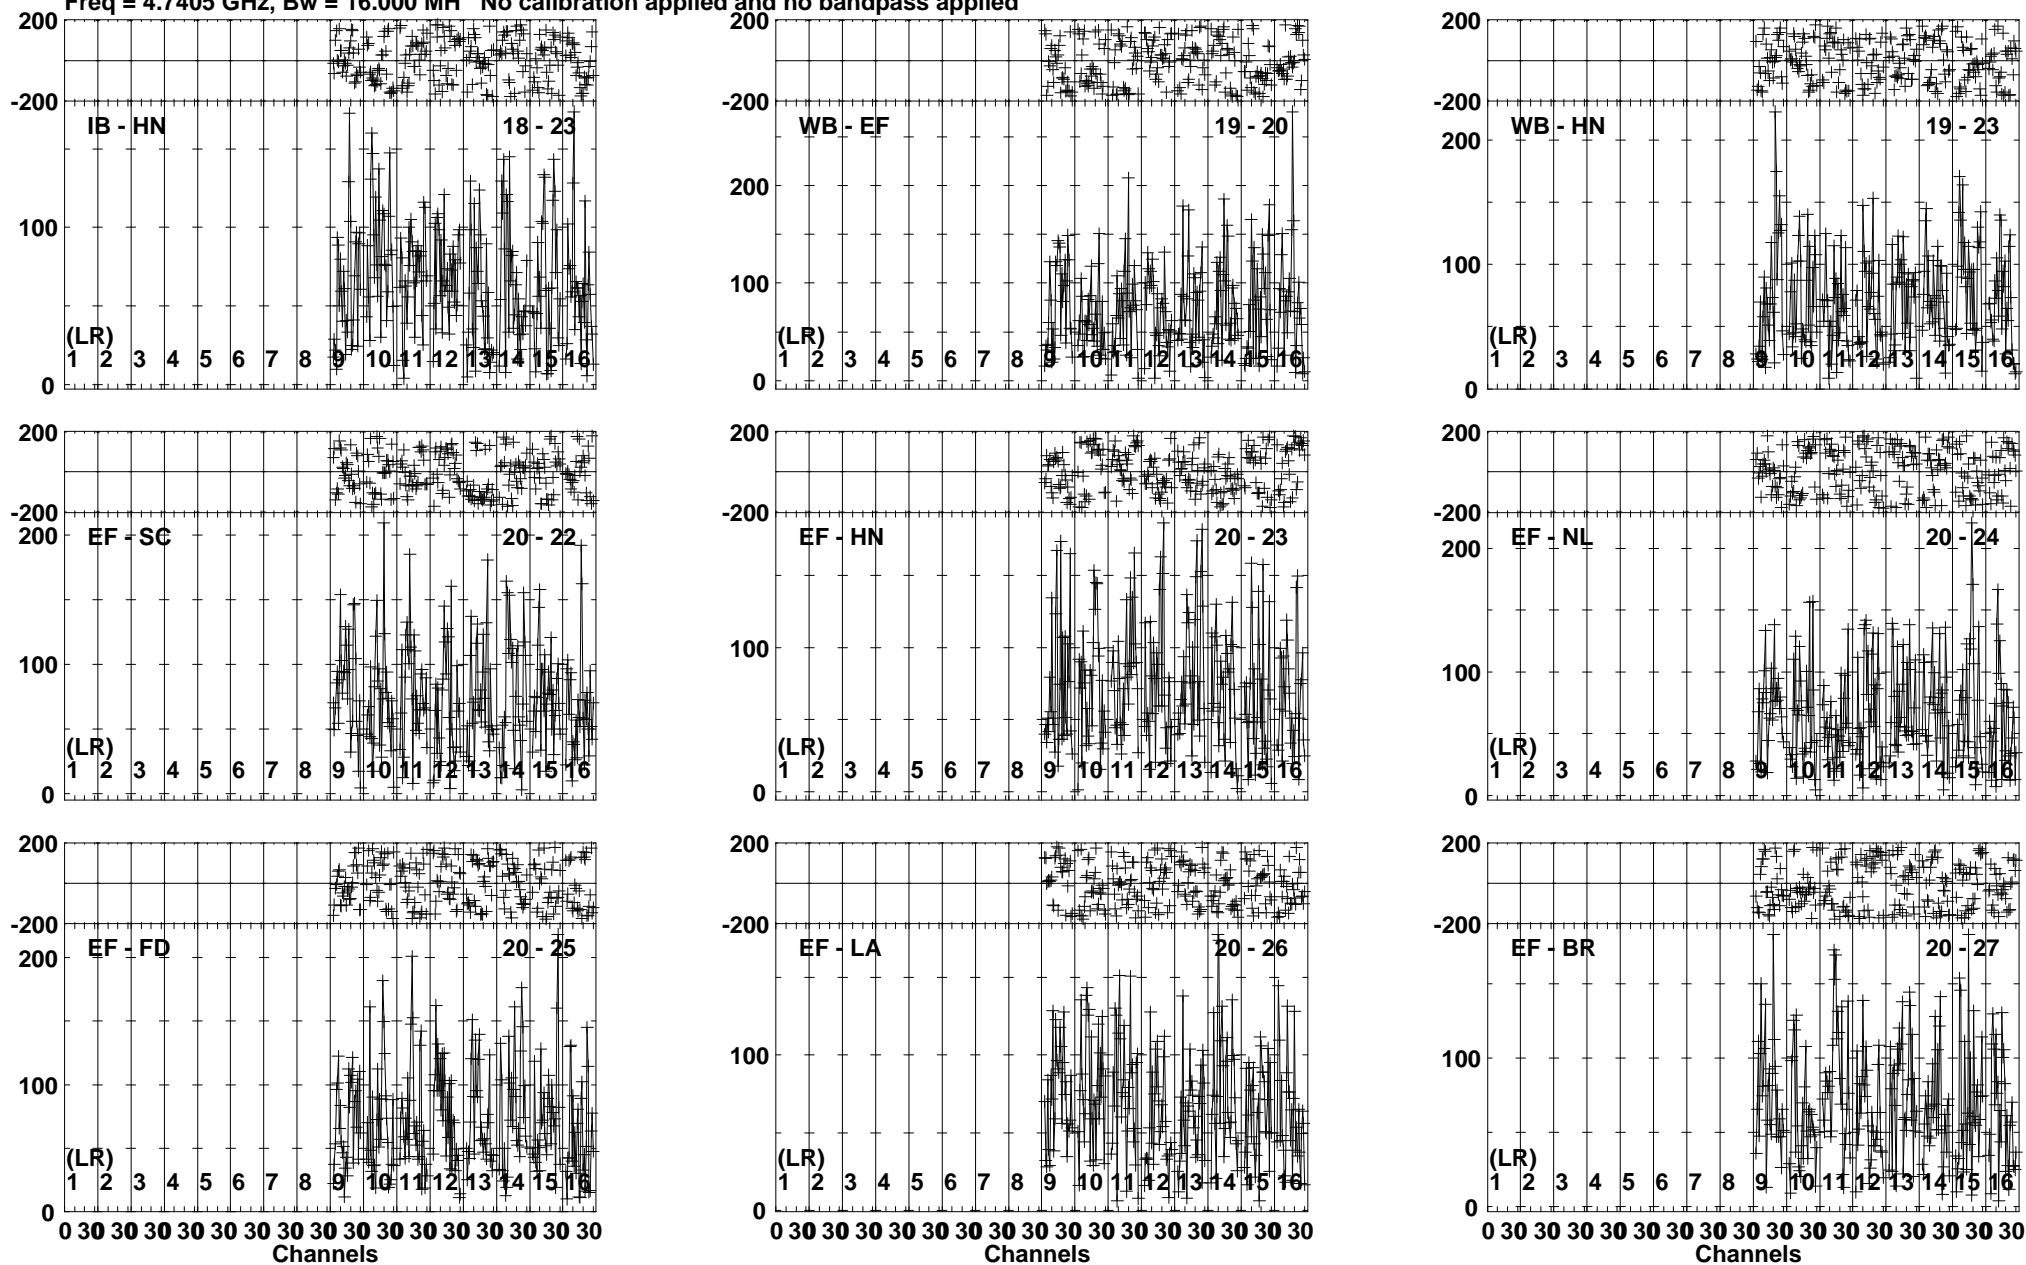 Freq = 4.7405 GHz, Bw = 16.000 MH No calibration applied and no bandpass applied
200
-200
IB - HN 18 - 23
100
(LR)
1 2 3 4 5 6 7 8 9 10 11 12 13 14 15 16
0
200
-200
WB - EF 19 - 20
200
100
(LR)
1 2 3 4 5 6 7 8 9 10 11 12 13 14 15 16
0
200
-200
WB - HN 19 - 23
200
100
(LR)
1 2 3 4 5 6 7 8 9 10 11 12 13 14 15 16
0
200
-200
EF - SC 20 - 22
200
100
(LR)
1 2 3 4 5 6 7 8 9 10 11 12 13 14 15 16
0
200
-200
EF - HN 20 - 23
100
(LR)
1 2 3 4 5 6 7 8 9 10 11 12 13 14 15 16
0
200
-200
EF - NL 20 - 24
200
100
(LR)
1 2 3 4 5 6 7 8 9 10 11 12 13 14 15 16
0
200
-200
EF - FD 20 - 25
200
100
(LR)
1 2 3 4 5 6 7 8 9 10 11 12 13 14 15 16
0
0 30 30 30 30 30 30 30 30 30 30 30 30 30 30 30 30
Channels
200
-200
EF - LA 20 - 26
100
(LR)
1 2 3 4 5 6 7 8 9 10 11 12 13 14 15 16
0
0 30 30 30 30 30 30 30 30 30 30 30 30 30 30 30 30
Channels
200
-200
EF - BR 20 - 27
100
(LR)
1 2 3 4 5 6 7 8 9 10 11 12 13 14 15 16
0
0 30 30 30 30 30 30 30 30 30 30 30 30 30 30 30 30
Channels